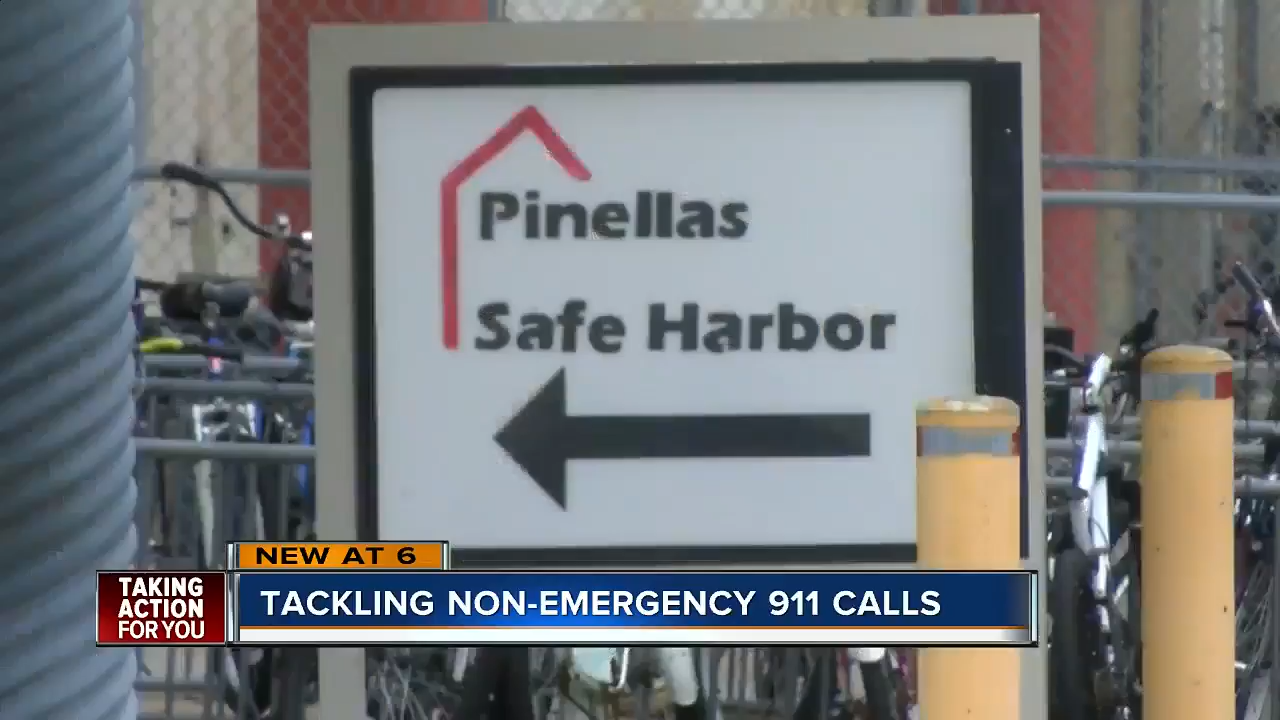 Pinellas
Safe Harbor
NEW AT 6
TAKING
ACTION
FOR YOU
TACKLING NON-EMERGENCY 911 CALLS